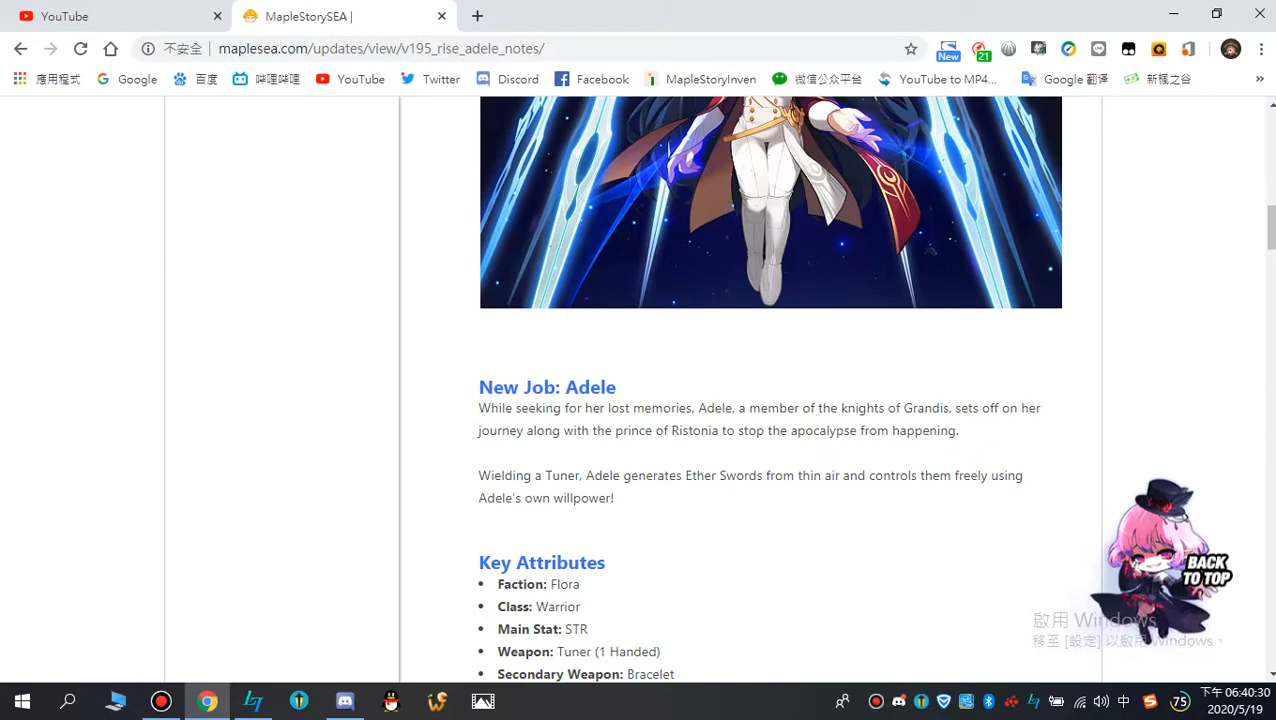 YouTube
MapleStorySEA |
不安全 | maplesea.com/updates/view/v195_rise_adele_notes/
New
21
應用程式 Google 百度 哔哩哔哩 YouTube Twitter Discord Facebook MapleStoryInven 微信公众平台 YouTube to MP4... Google 翻译 新楓之谷 »
New Job: Adele
While seeking for her lost memories, Adele, a member of the knights of Grandis, sets off on her
journey along with the prince of Ristonia to stop the apocalypse from happening.
Wielding a Tuner, Adele generates Ether Swords from thin air and controls them freely using
Adele’s own willpower!
Key Attributes
• Faction: Flora
• Class: Warrior
• Main Stat: STR
• Weapon: Tuner (1 Handed)
• Secondary Weapon: Bracelet
BACK
TO TOP
啟用 Windows
移至 [設定] 以啟用 Windows。
中
75
下午 06:40:30
2020/5/19